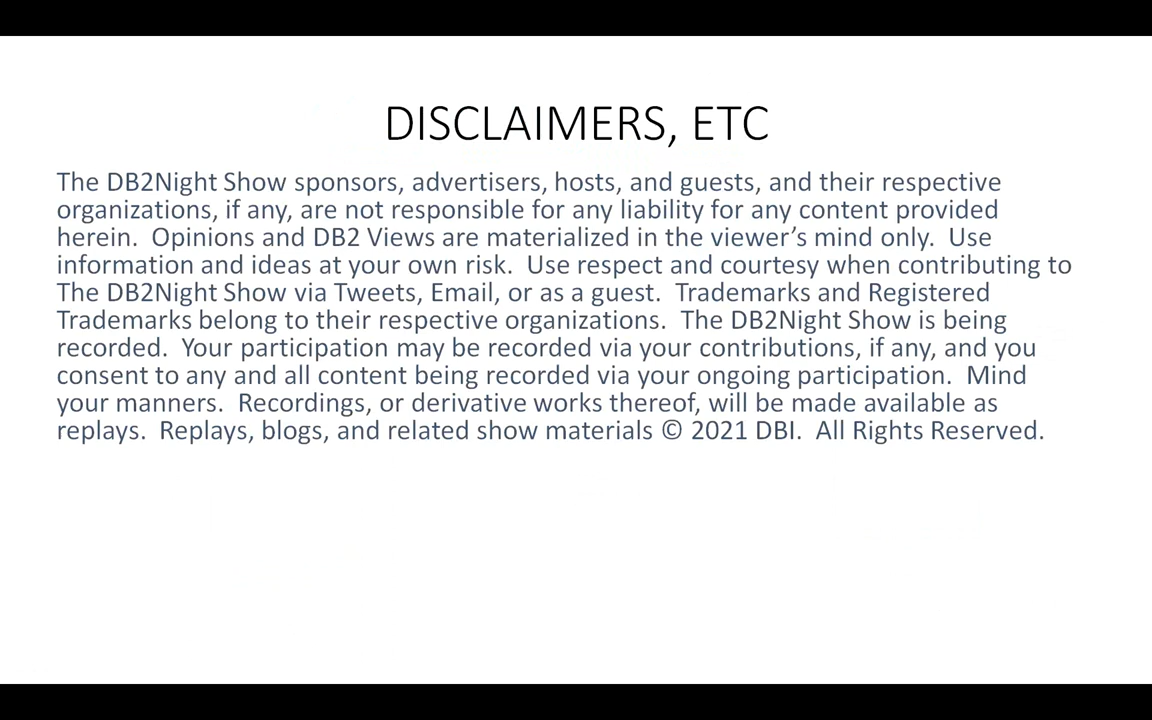 DISCLAIMERS, ETC
The DB2Night Show sponsors, advertisers, hosts, and guests, and their respective
organizations, if any, are not responsible for any liability for any content provided
herein.  Opinions and DB2 Views are materialized in the viewer’s mind only.  Use
information and ideas at your own risk.  Use respect and courtesy when contributing to
The DB2Night Show via Tweets, Email, or as a guest.  Trademarks and Registered
Trademarks belong to their respective organizations.  The DB2Night Show is being
recorded.  Your participation may be recorded via your contributions, if any, and you
consent to any and all content being recorded via your ongoing participation.  Mind
your manners.  Recordings, or derivative works thereof, will be made available as
replays.  Replays, blogs, and related show materials © 2021 DBI.  All Rights Reserved.